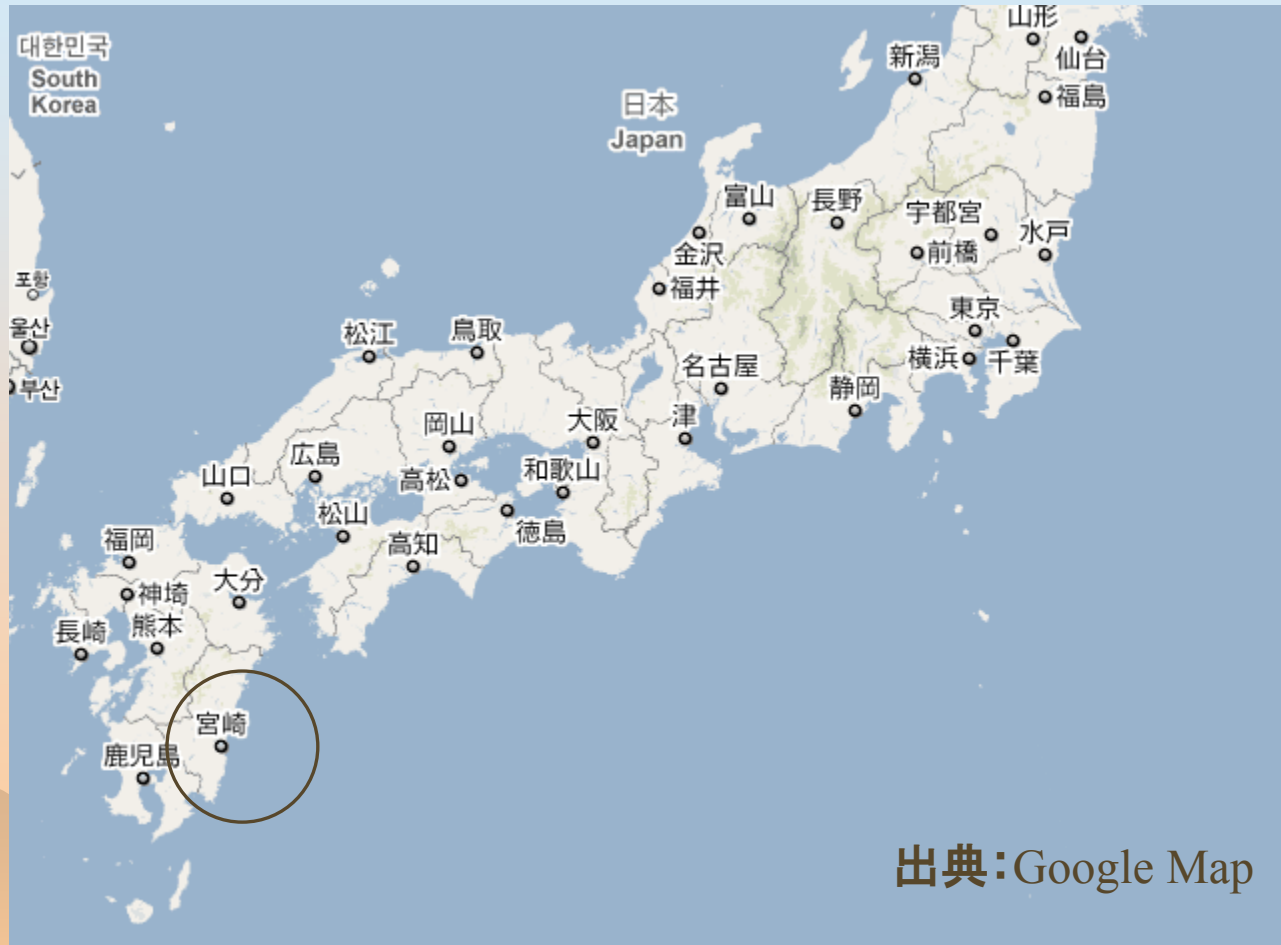 山形
대한민국
South
Korea
新潟
仙台
福島
日本
Japan
富山
長野
宇都宮
水戸
金沢
前橋
포항
福井
東京
울산
松江
鳥取
横浜
千葉
부산
名古屋
静岡
岡山
大阪
津
広島
山口
高松
和歌山
松山
徳島
福岡
高知
大分
神埼
長崎
熊本
宮崎
鹿児島
出典：Google Map